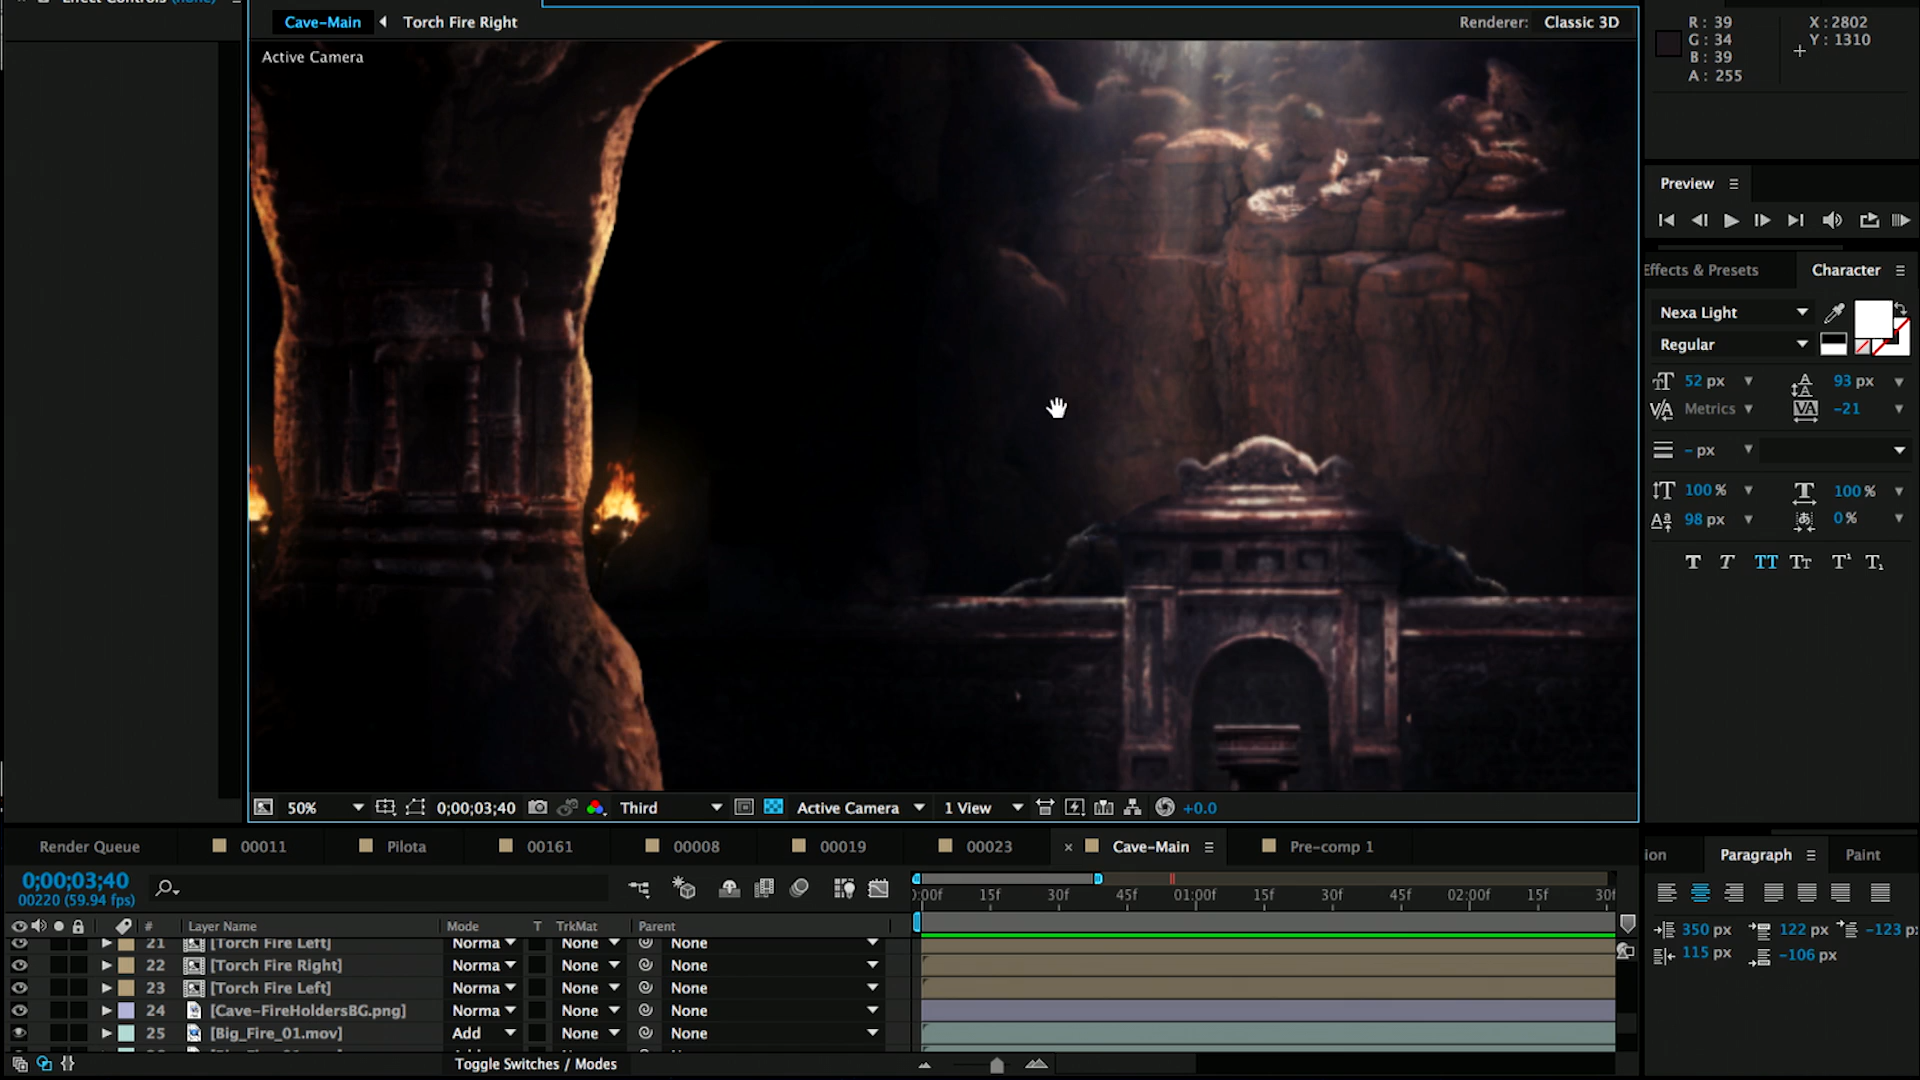 Effect Controls (none)
Cave-Main
Torch Fire Right
Renderer:
Classic 3D
Active Camera
R: 39
G: 34
B: 39
A: 255
X: 2802
Y: 1310
Preview
Effects & Presets
Character
Nexa Light
Regular
52 px
93 px
Metrics
-21
- px
100 %
100 %
98 px
0 %
50%
0;00;03;40
Third
Active Camera
1 View
+0.0
Render Queue
00011
Pilota
00161
00008
00019
00023
Cave-Main
Pre-comp 1
Paragraph
Paint
0;00;03;40
00220 (59.94 fps)
:00f
15f
30f
45f
01:00f
15f
30f
45f
02:00f
15f
30f
350 px
122 px
-123 px
115 px
-106 px
#
Layer Name
Mode
T
TrkMat
Parent
21
[Torch Fire Left]
Norma
None
None
22
[Torch Fire Right]
Norma
None
None
23
[Torch Fire Left]
Norma
None
None
24
[Cave-FireHoldersBG.png]
Norma
None
None
25
[Big_Fire_01.mov]
Add
None
None
Toggle Switches / Modes